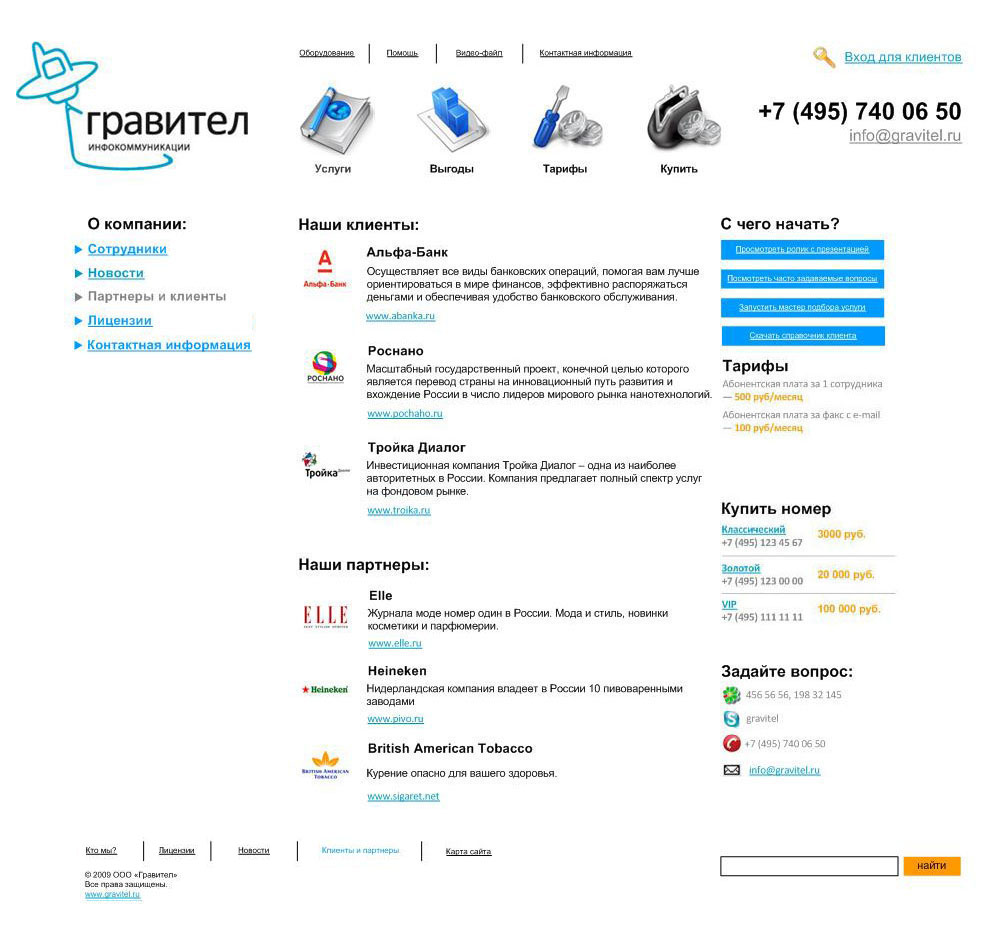 Оборудование
Помощь
Видео-файл
Контактная информация
Вход для клиентов
гравител
ИНФОКОММУНИКАЦИИ
+7 (495) 740 06 50
info@gravitel.ru
Услуги
Выгоды
Тарифы
Купить
О компании:
Сотрудники
Новости
Партнеры и клиенты
Лицензии
Контактная информация
Наши клиенты:
А
Альфа·Банк
Альфа-Банк
Осуществляет все виды банковских операций, помогая вам лучше
ориентироваться в мире финансов, эффективно распоряжаться
деньгами и обеспечивая удобство банковского обслуживания.
www.abanka.ru
РОСНАНО
Роснано
Масштабный государственный проект, конечной целью которого
является перевод страны на инновационный путь развития и
вхождение России в число лидеров мирового рынка нанотехнологий.
www.pochaho.ru
Тройка Диалог
Тройка Диалог
Инвестиционная компания Тройка Диалог – одна из наиболее
авторитетных в России. Компания предлагает полный спектр услуг
на фондовом рынке.
www.troika.ru
Наши партнеры:
ELLE
Elle
Журнала моде номер один в России. Мода и стиль, новинки
косметики и парфюмерии.
www.elle.ru
Heineken
Heineken
Нидерландская компания владеет в России 10 пивоваренными
заводами
www.pivo.ru
BRITISH AMERICAN
TOBACCO
British American Tobacco
Курение опасно для вашего здоровья.
www.sigaret.net
С чего начать?
Просмотреть ролик с презентацией
Посмотреть часто задаваемые вопросы
Запустить мастер подбора услуги
Скачать справочник клиента
Тарифы
Абонентская плата за 1 сотрудника
— 500 руб/месяц
Абонентская плата за факс с e-mail
— 100 руб/месяц
Купить номер
Классический
+7 (495) 123 45 67
3000 руб.
Золотой
+7 (495) 123 00 00
20 000 руб.
VIP
+7 (495) 111 11 11
100 000 руб.
Задайте вопрос:
456 56 56, 198 32 145
gravitel
+7 (495) 740 06 50
info@gravitel.ru
Кто мы?
Лицензии
Новости
Клиенты и партнеры
Карта сайта
© 2009 ООО «Гравител»
Все права защищены.
www.gravitel.ru
найти